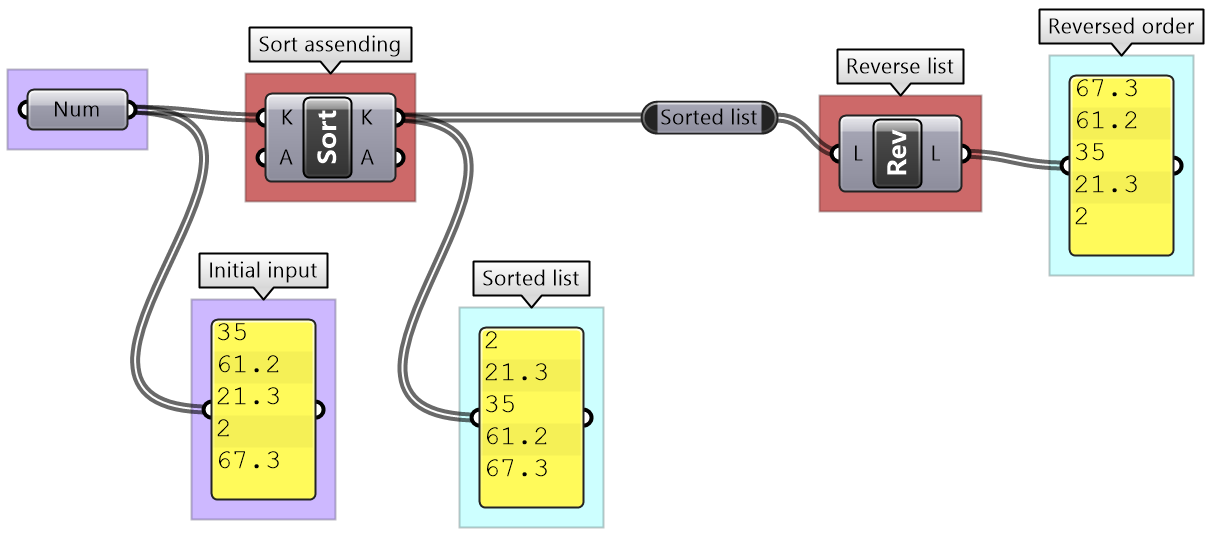 Reversed order
Sort assending
Reverse list
Num
K K
Sort
A A
Sorted list
L L
Rev
67.3
61.2
35
21.3
2
Initial input
35
61.2
21.3
2
67.3
Sorted list
2
21.3
35
61.2
67.3